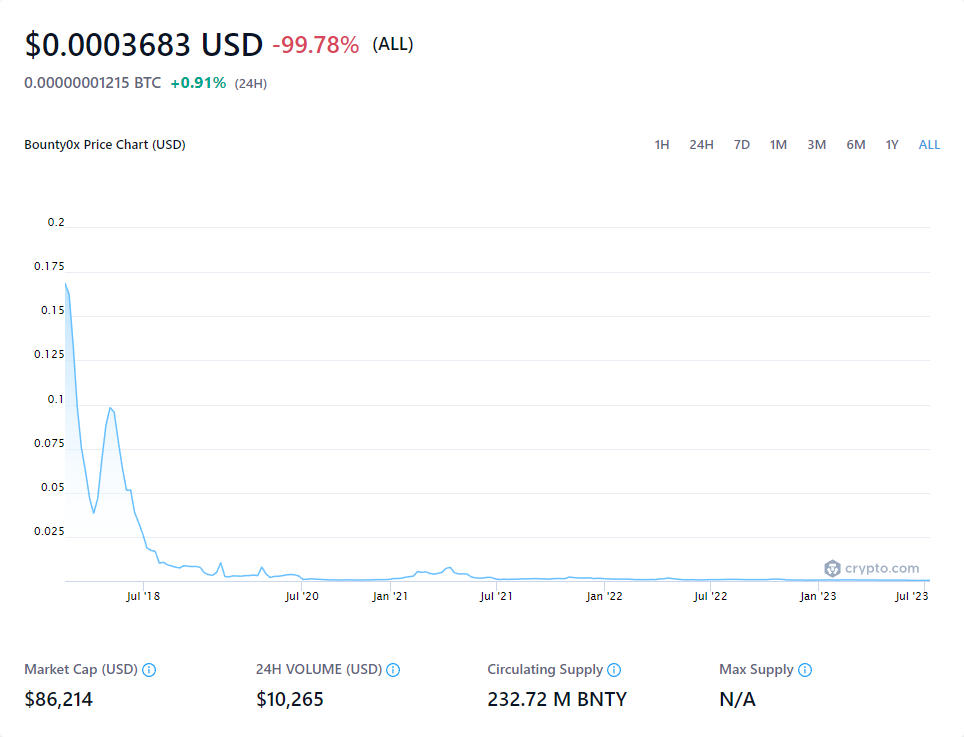 $0.0003683 USD -99.78% (ALL)
0.00000001215 BTC +0.91% (24H)
Bounty0x Price Chart (USD) 1H 24H 7D 1M 3M 6M 1Y ALL
0.2
0.175
0.15
0.125
0.1
0.075
0.05
0.025
crypto.com
Jul '18 Jul '20 Jan '21 Jul '21 Jan '22 Jul '22 Jan '23 Jul '23
Market Cap (USD) 24H VOLUME (USD) Circulating Supply Max Supply
$86,214 $10,265 232.72 M BNTY N/A